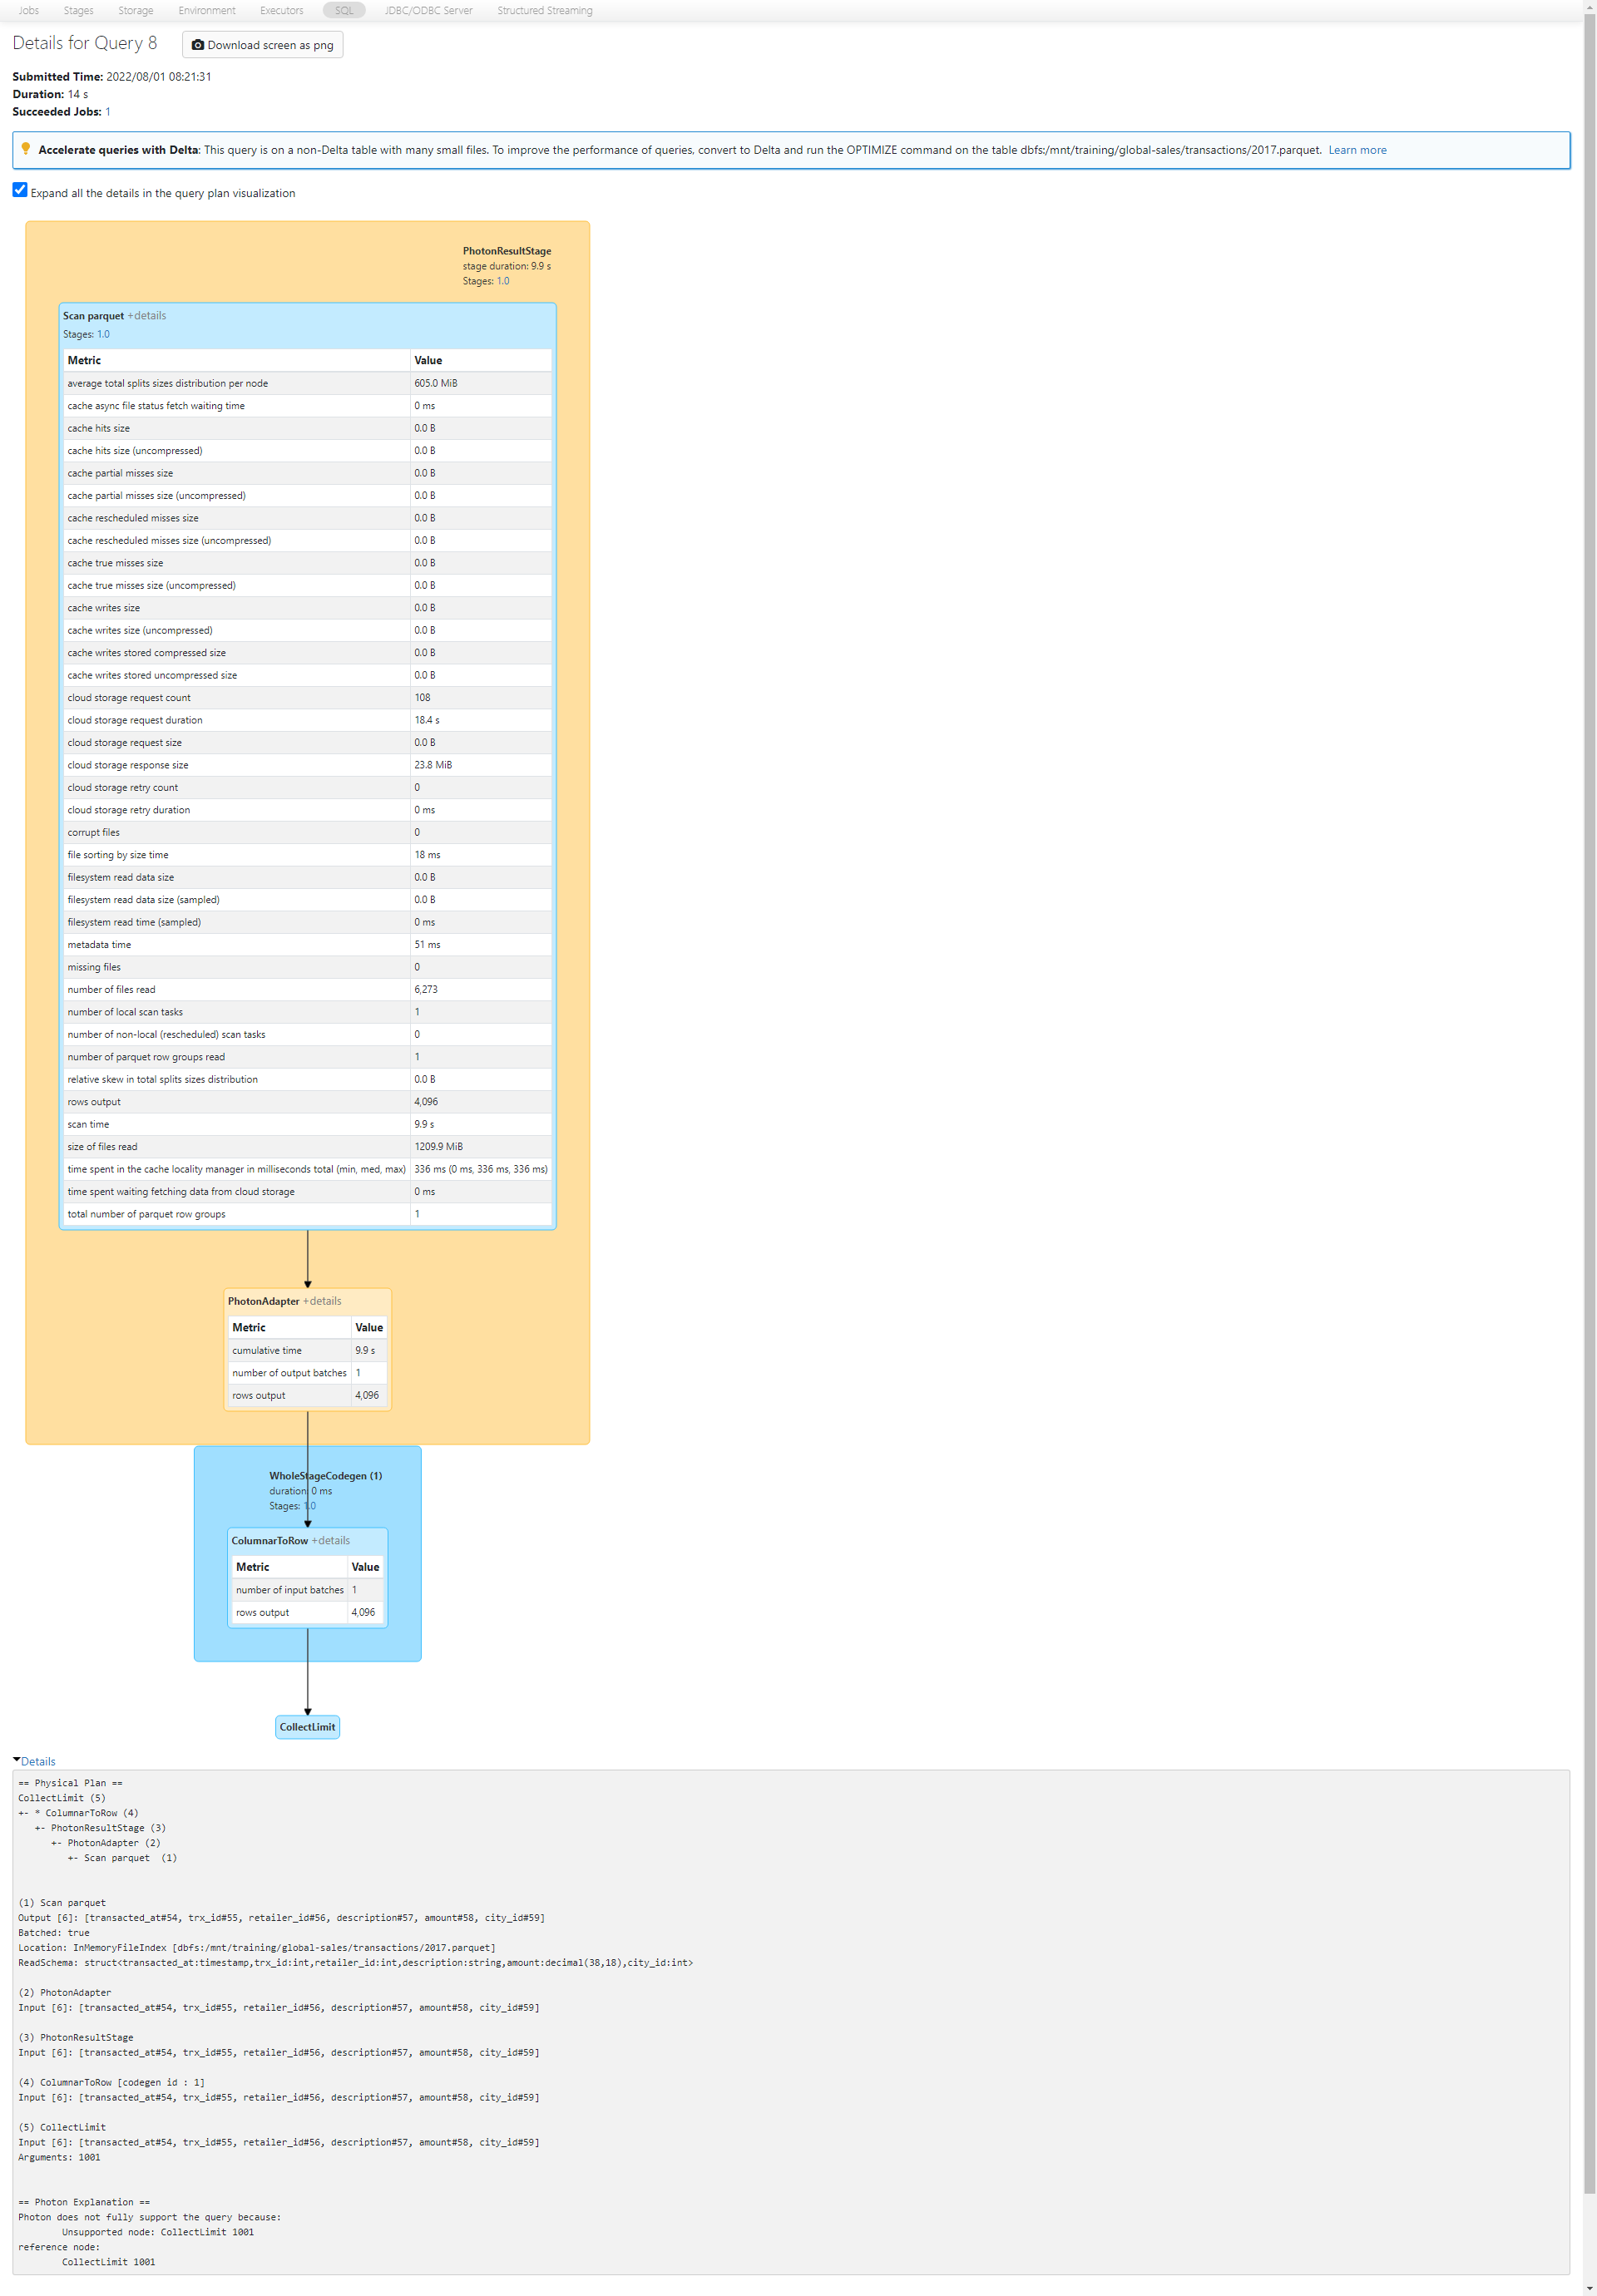 Jobs Stages Storage Environment Executors SQL JDBC/ODBC Server Structured Streaming
Details for Query 8 Download screen as png
Submitted Time: 2022/08/01 08:21:31
Duration: 14 s
Succeeded Jobs: 1
Accelerate queries with Delta: This query is on a non-Delta table with many small files. To improve the performance of queries, convert to Delta and run the OPTIMIZE command on the table dbfs:/mnt/training/global-sales/transactions/2017.parquet. Learn more
Expand all the details in the query plan visualization
PhotonResultStage
stage duration: 9.9 s
Stages: 1.0
Scan parquet +details
Stages: 1.0
Metric Value
average total splits sizes distribution per node 605.0 MiB
cache async file status fetch waiting time 0 ms
cache hits size 0.0 B
cache hits size (uncompressed) 0.0 B
cache partial misses size 0.0 B
cache partial misses size (uncompressed) 0.0 B
cache rescheduled misses size 0.0 B
cache rescheduled misses size (uncompressed) 0.0 B
cache true misses size 0.0 B
cache true misses size (uncompressed) 0.0 B
cache writes size 0.0 B
cache writes size (uncompressed) 0.0 B
cache writes stored compressed size 0.0 B
cache writes stored uncompressed size 0.0 B
cloud storage request count 108
cloud storage request duration 18.4 s
cloud storage request size 0.0 B
cloud storage response size 23.8 MiB
cloud storage retry count 0
cloud storage retry duration 0 ms
corrupt files 0
file sorting by size time 18 ms
filesystem read data size 0.0 B
filesystem read data size (sampled) 0.0 B
filesystem read time (sampled) 0 ms
metadata time 51 ms
missing files 0
number of files read 6,273
number of local scan tasks 1
number of non-local (rescheduled) scan tasks 0
number of parquet row groups read 1
relative skew in total splits sizes distribution 0.0 B
rows output 4,096
scan time 9.9 s
size of files read 1209.9 MiB
time spent in the cache locality manager in milliseconds total (min, med, max) 336 ms (0 ms, 336 ms, 336 ms)
time spent waiting fetching data from cloud storage 0 ms
total number of parquet row groups 1
PhotonAdapter +details
Metric Value
cumulative time 9.9 s
number of output batches 1
rows output 4,096
WholeStageCodegen (1)
duration: 0 ms
Stages: 1.0
ColumnarToRow +details
Metric Value
number of input batches 1
rows output 4,096
CollectLimit
Details
== Physical Plan ==
CollectLimit (5)
+- * ColumnarToRow (4)
   +- PhotonResultStage (3)
      +- PhotonAdapter (2)
         +- Scan parquet  (1)
(1) Scan parquet
Output [6]: [transacted_at#54, trx_id#55, retailer_id#56, description#57, amount#58, city_id#59]
Batched: true
Location: InMemoryFileIndex [dbfs:/mnt/training/global-sales/transactions/2017.parquet]
ReadSchema: struct<transacted_at:timestamp,trx_id:int,retailer_id:int,description:string,amount:decimal(38,18),city_id:int>
(2) PhotonAdapter
Input [6]: [transacted_at#54, trx_id#55, retailer_id#56, description#57, amount#58, city_id#59]
(3) PhotonResultStage
Input [6]: [transacted_at#54, trx_id#55, retailer_id#56, description#57, amount#58, city_id#59]
(4) ColumnarToRow [codegen id : 1]
Input [6]: [transacted_at#54, trx_id#55, retailer_id#56, description#57, amount#58, city_id#59]
(5) CollectLimit
Input [6]: [transacted_at#54, trx_id#55, retailer_id#56, description#57, amount#58, city_id#59]
Arguments: 1001
== Photon Explanation ==
Photon does not fully support the query because:
        Unsupported node: CollectLimit 1001
reference node:
        CollectLimit 1001